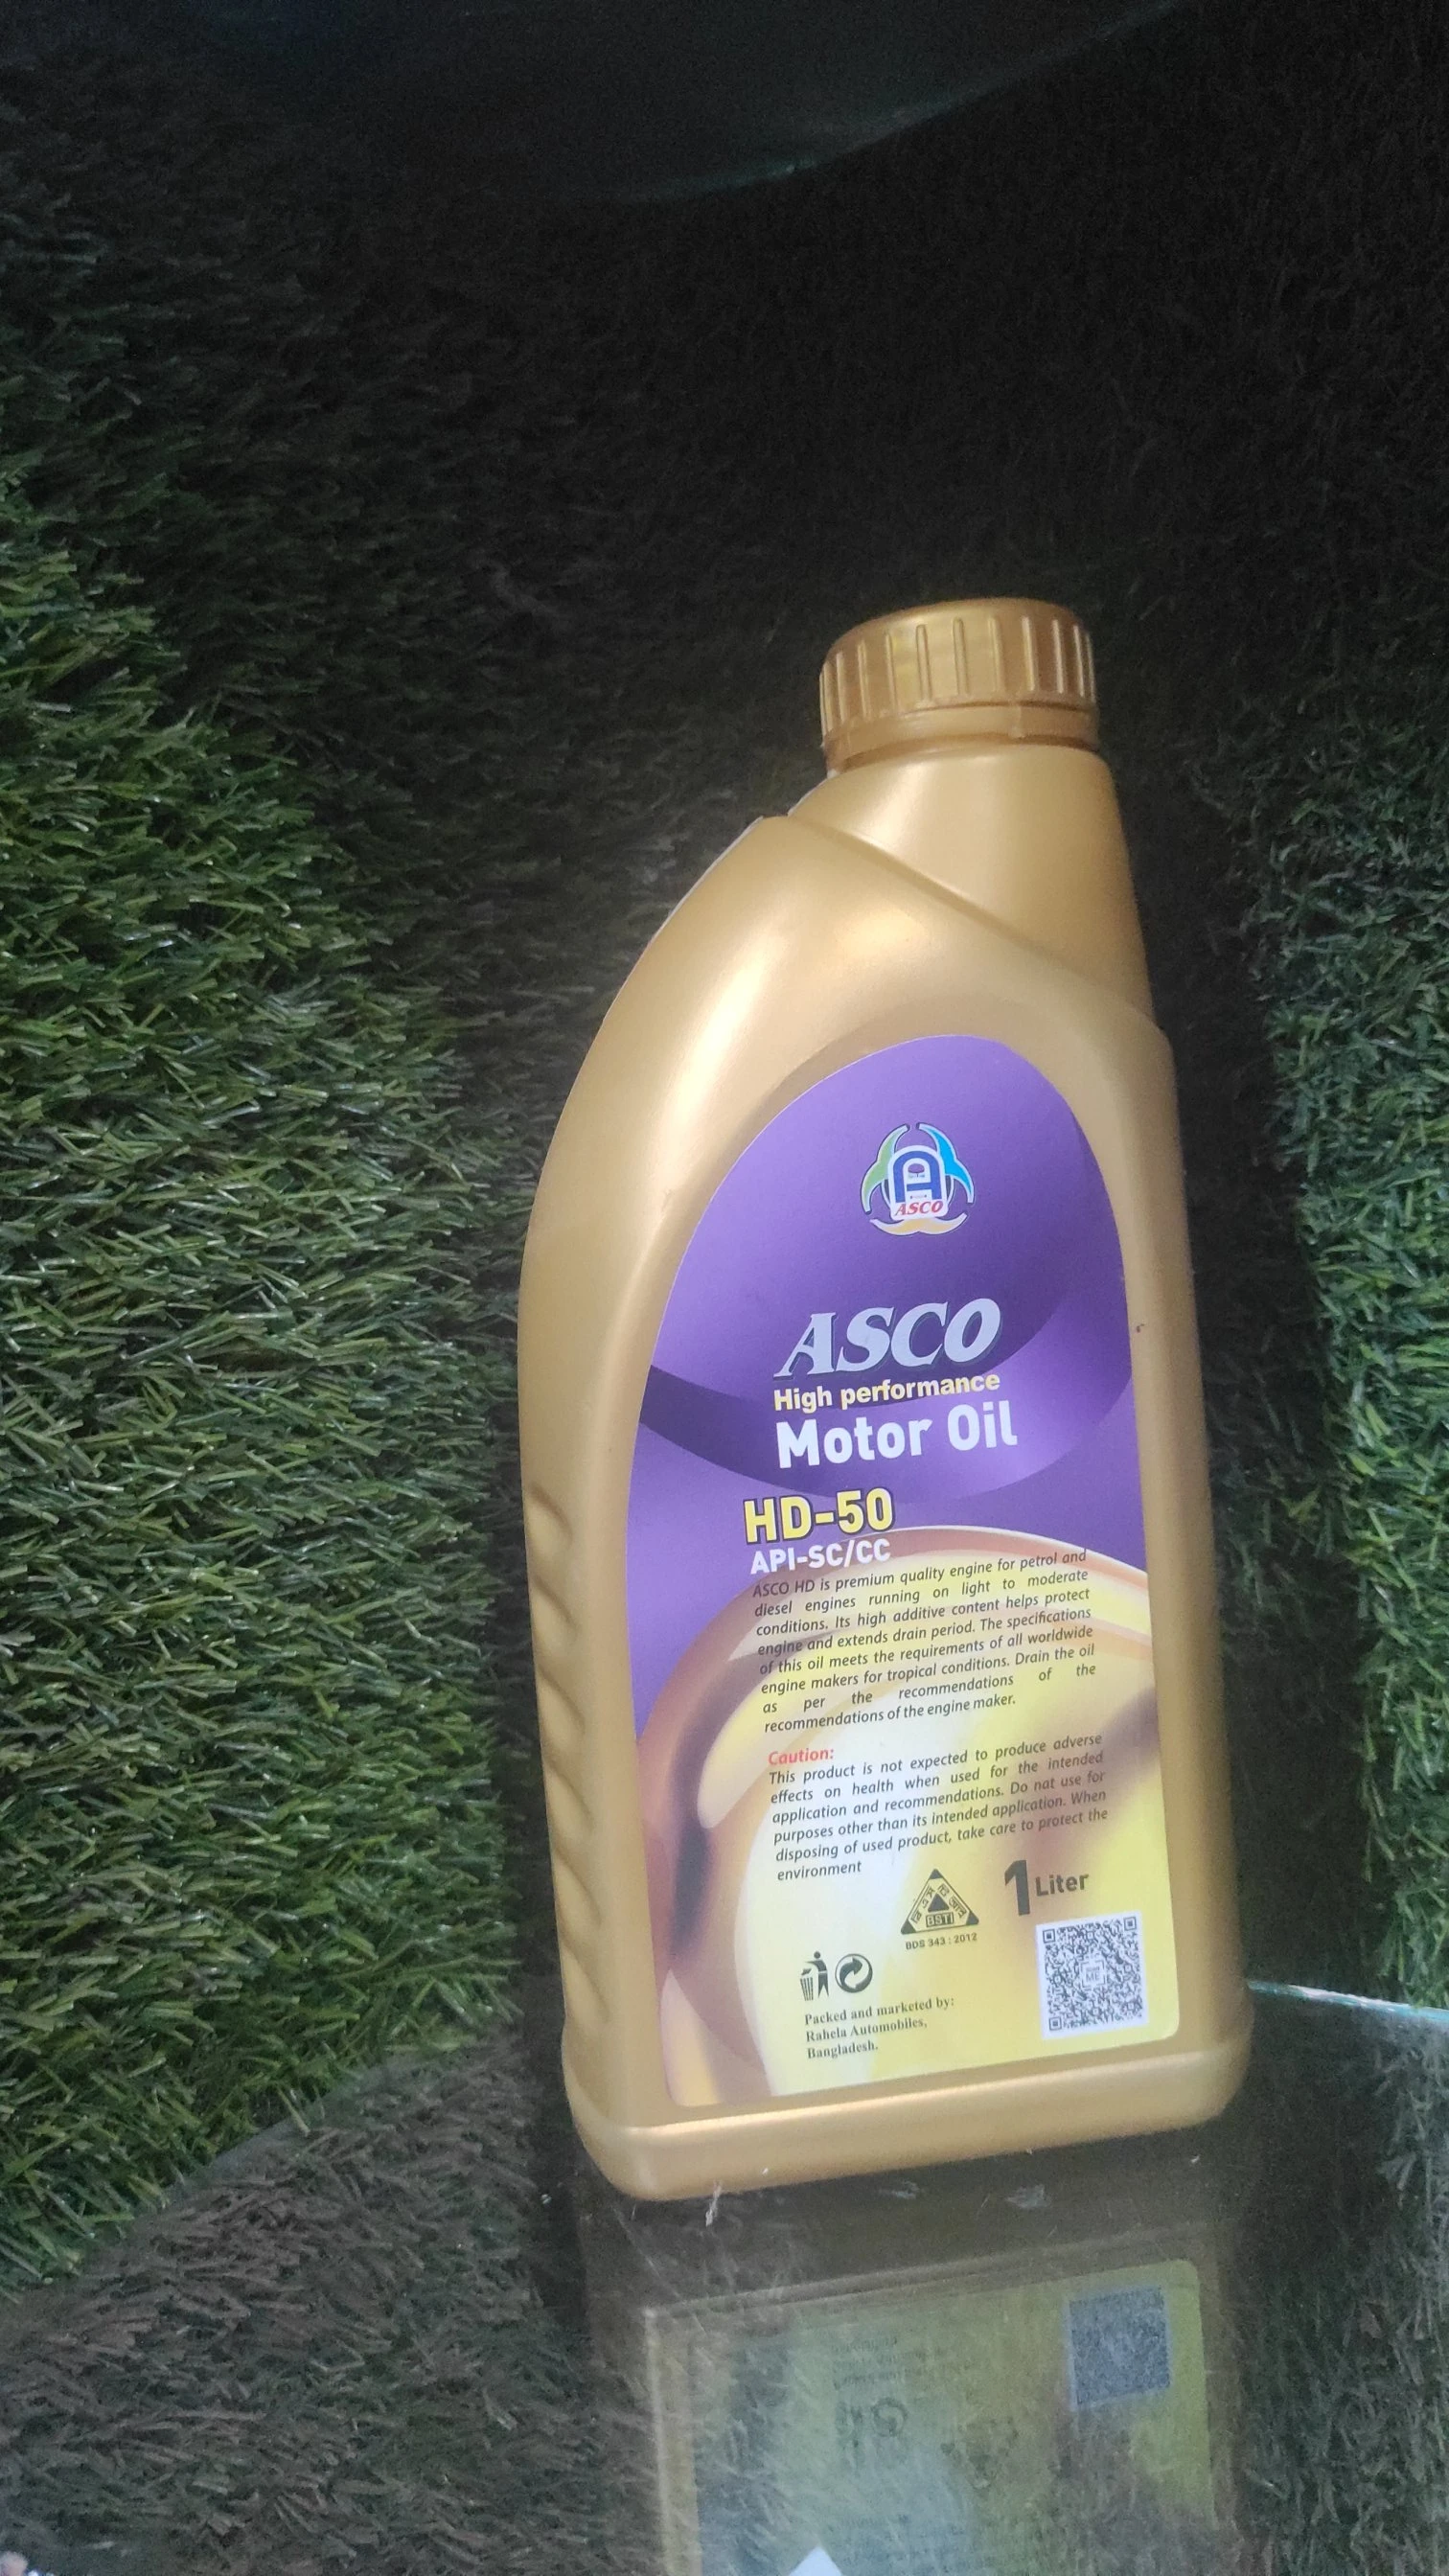 ASCO
ASCO
High performance
Motor Oil
HD-50
API-SC/CC
ASCO HD is premium quality engine for petrol and
diesel engines running on light to moderate
conditions. Its high additive content helps protect
engine and extends drain period. The specifications
of this oil meets the requirements of all worldwide
engine makers for tropical conditions. Drain the oil
as per the recommendations of the
recommendations of the engine maker.
Caution:
This product is not expected to produce adverse
effects on health when used for the intended
application and recommendations. Do nat use for
purposes other than its intended application. When
disposing of used product, take care to protect the
environment
1 Liter
BSTI
BDS 343 : 2012
ME
Packed and marketed by:
Rahela Automobiles,
Bangladesh.